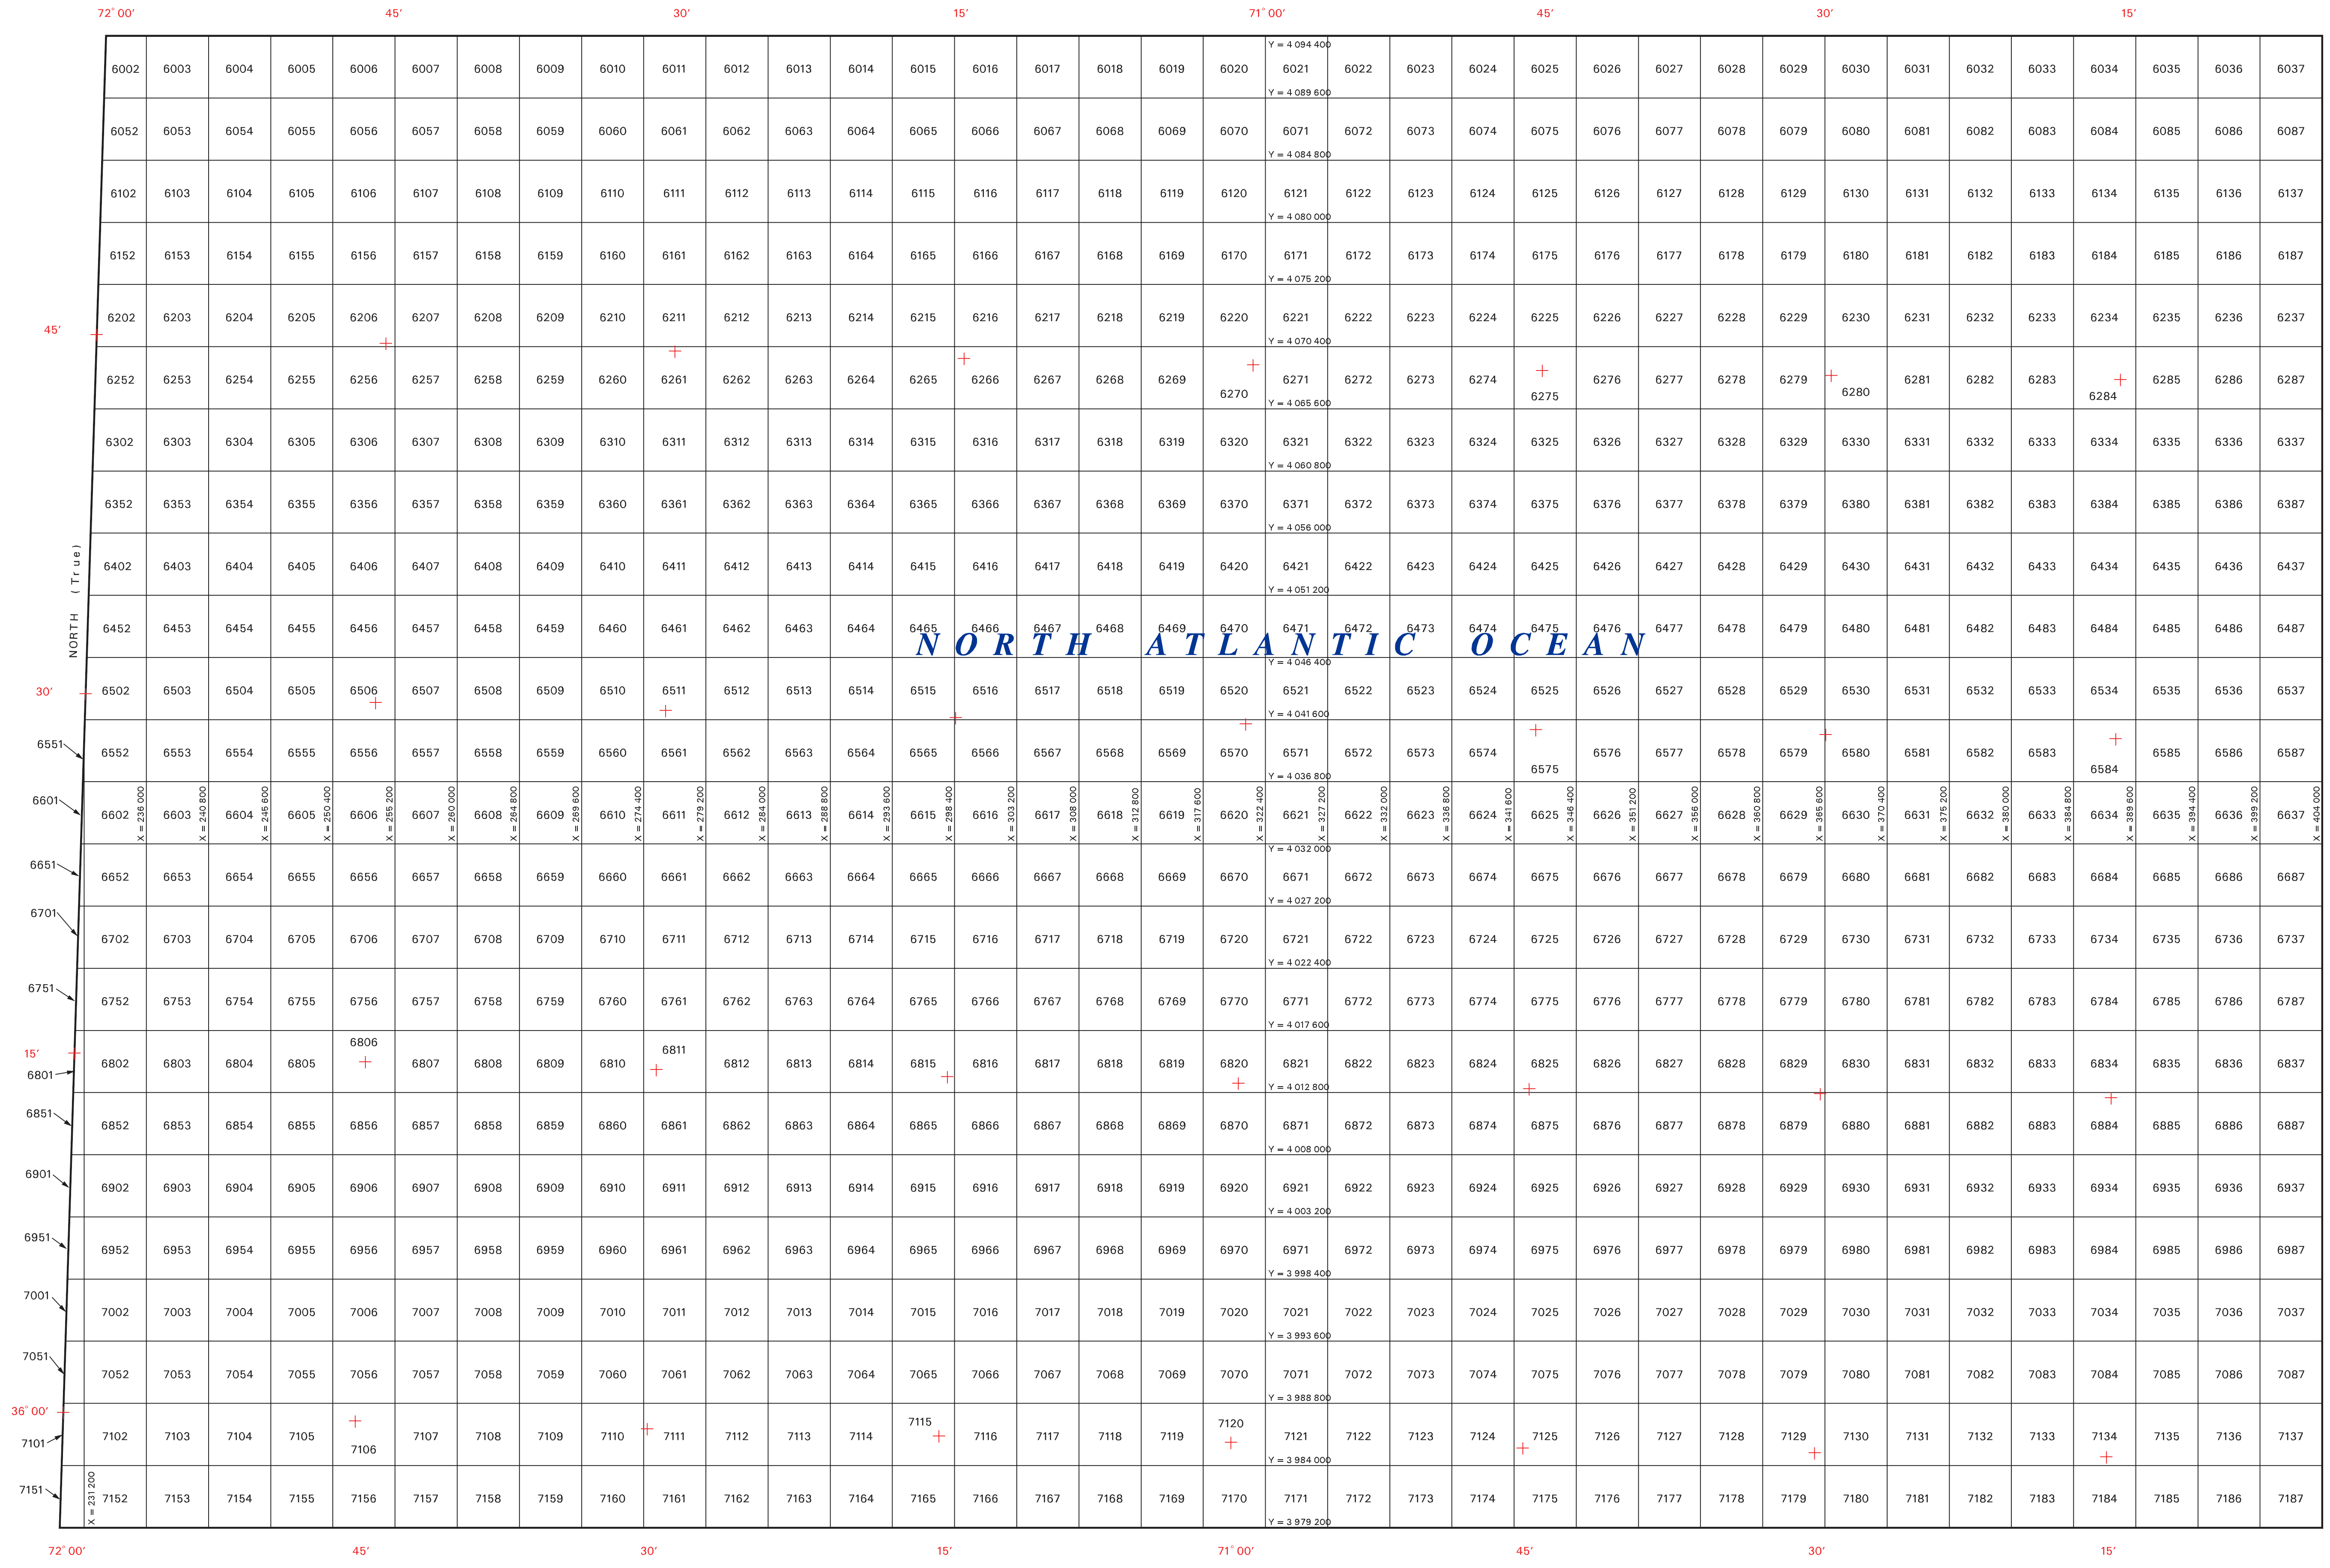 72° 00′ 45′ 30′ 15′ 71° 00′ 45′ 30′ 15′
Y = 4 094 400
6002 6003 6004 6005 6006 6007 6008 6009 6010 6011 6012 6013 6014 6015 6016 6017 6018 6019 6020 6021 6022 6023 6024 6025 6026 6027 6028 6029 6030 6031 6032 6033 6034 6035 6036 6037
Y = 4 089 600
6052 6053 6054 6055 6056 6057 6058 6059 6060 6061 6062 6063 6064 6065 6066 6067 6068 6069 6070 6071 6072 6073 6074 6075 6076 6077 6078 6079 6080 6081 6082 6083 6084 6085 6086 6087
Y = 4 084 800
6102 6103 6104 6105 6106 6107 6108 6109 6110 6111 6112 6113 6114 6115 6116 6117 6118 6119 6120 6121 6122 6123 6124 6125 6126 6127 6128 6129 6130 6131 6132 6133 6134 6135 6136 6137
Y = 4 080 000
6152 6153 6154 6155 6156 6157 6158 6159 6160 6161 6162 6163 6164 6165 6166 6167 6168 6169 6170 6171 6172 6173 6174 6175 6176 6177 6178 6179 6180 6181 6182 6183 6184 6185 6186 6187
Y = 4 075 200
6202 6203 6204 6205 6206 6207 6208 6209 6210 6211 6212 6213 6214 6215 6216 6217 6218 6219 6220 6221 6222 6223 6224 6225 6226 6227 6228 6229 6230 6231 6232 6233 6234 6235 6236 6237
45′
Y = 4 070 400
6252 6253 6254 6255 6256 6257 6258 6259 6260 6261 6262 6263 6264 6265 6266 6267 6268 6269 6270 6271 6272 6273 6274 6275 6276 6277 6278 6279 6280 6281 6282 6283 6284 6285 6286 6287
Y = 4 065 600
6302 6303 6304 6305 6306 6307 6308 6309 6310 6311 6312 6313 6314 6315 6316 6317 6318 6319 6320 6321 6322 6323 6324 6325 6326 6327 6328 6329 6330 6331 6332 6333 6334 6335 6336 6337
Y = 4 060 800
6352 6353 6354 6355 6356 6357 6358 6359 6360 6361 6362 6363 6364 6365 6366 6367 6368 6369 6370 6371 6372 6373 6374 6375 6376 6377 6378 6379 6380 6381 6382 6383 6384 6385 6386 6387
Y = 4 056 000
6402 6403 6404 6405 6406 6407 6408 6409 6410 6411 6412 6413 6414 6415 6416 6417 6418 6419 6420 6421 6422 6423 6424 6425 6426 6427 6428 6429 6430 6431 6432 6433 6434 6435 6436 6437
Y = 4 051 200
NORTH (True)
6452 6453 6454 6455 6456 6457 6458 6459 6460 6461 6462 6463 6464 6465 6466 6467 6468 6469 6470 6471 6472 6473 6474 6475 6476 6477 6478 6479 6480 6481 6482 6483 6484 6485 6486 6487
NORTH ATLANTIC OCEAN
Y = 4 046 400
30′
6502 6503 6504 6505 6506 6507 6508 6509 6510 6511 6512 6513 6514 6515 6516 6517 6518 6519 6520 6521 6522 6523 6524 6525 6526 6527 6528 6529 6530 6531 6532 6533 6534 6535 6536 6537
Y = 4 041 600
6551 6552 6553 6554 6555 6556 6557 6558 6559 6560 6561 6562 6563 6564 6565 6566 6567 6568 6569 6570 6571 6572 6573 6574 6575 6576 6577 6578 6579 6580 6581 6582 6583 6584 6585 6586 6587
Y = 4 036 800
6601 6602 6603 6604 6605 6606 6607 6608 6609 6610 6611 6612 6613 6614 6615 6616 6617 6618 6619 6620 6621 6622 6623 6624 6625 6626 6627 6628 6629 6630 6631 6632 6633 6634 6635 6636 6637
X = 236 000 X = 240 800 X = 245 600 X = 250 400 X = 255 200 X = 260 000 X = 264 800 X = 269 600 X = 274 400 X = 279 200 X = 284 000 X = 288 800 X = 293 600 X = 298 400 X = 303 200 X = 308 000 X = 312 800 X = 317 600 X = 322 400 X = 327 200 X = 332 000 X = 336 800 X = 341 600 X = 346 400 X = 351 200 X = 356 000 X = 360 800 X = 365 600 X = 370 400 X = 375 200 X = 380 000 X = 384 800 X = 389 600 X = 394 400 X = 399 200 X = 404 000
Y = 4 032 000
6651 6652 6653 6654 6655 6656 6657 6658 6659 6660 6661 6662 6663 6664 6665 6666 6667 6668 6669 6670 6671 6672 6673 6674 6675 6676 6677 6678 6679 6680 6681 6682 6683 6684 6685 6686 6687
Y = 4 027 200
6701 6702 6703 6704 6705 6706 6707 6708 6709 6710 6711 6712 6713 6714 6715 6716 6717 6718 6719 6720 6721 6722 6723 6724 6725 6726 6727 6728 6729 6730 6731 6732 6733 6734 6735 6736 6737
Y = 4 022 400
6751 6752 6753 6754 6755 6756 6757 6758 6759 6760 6761 6762 6763 6764 6765 6766 6767 6768 6769 6770 6771 6772 6773 6774 6775 6776 6777 6778 6779 6780 6781 6782 6783 6784 6785 6786 6787
Y = 4 017 600
15′
6801 6802 6803 6804 6805 6806 6807 6808 6809 6810 6811 6812 6813 6814 6815 6816 6817 6818 6819 6820 6821 6822 6823 6824 6825 6826 6827 6828 6829 6830 6831 6832 6833 6834 6835 6836 6837
Y = 4 012 800
6851 6852 6853 6854 6855 6856 6857 6858 6859 6860 6861 6862 6863 6864 6865 6866 6867 6868 6869 6870 6871 6872 6873 6874 6875 6876 6877 6878 6879 6880 6881 6882 6883 6884 6885 6886 6887
Y = 4 008 000
6901 6902 6903 6904 6905 6906 6907 6908 6909 6910 6911 6912 6913 6914 6915 6916 6917 6918 6919 6920 6921 6922 6923 6924 6925 6926 6927 6928 6929 6930 6931 6932 6933 6934 6935 6936 6937
Y = 4 003 200
6951 6952 6953 6954 6955 6956 6957 6958 6959 6960 6961 6962 6963 6964 6965 6966 6967 6968 6969 6970 6971 6972 6973 6974 6975 6976 6977 6978 6979 6980 6981 6982 6983 6984 6985 6986 6987
Y = 3 998 400
7001 7002 7003 7004 7005 7006 7007 7008 7009 7010 7011 7012 7013 7014 7015 7016 7017 7018 7019 7020 7021 7022 7023 7024 7025 7026 7027 7028 7029 7030 7031 7032 7033 7034 7035 7036 7037
Y = 3 993 600
7051 7052 7053 7054 7055 7056 7057 7058 7059 7060 7061 7062 7063 7064 7065 7066 7067 7068 7069 7070 7071 7072 7073 7074 7075 7076 7077 7078 7079 7080 7081 7082 7083 7084 7085 7086 7087
Y = 3 988 800
36° 00′
7101 7102 7103 7104 7105 7106 7107 7108 7109 7110 7111 7112 7113 7114 7115 7116 7117 7118 7119 7120 7121 7122 7123 7124 7125 7126 7127 7128 7129 7130 7131 7132 7133 7134 7135 7136 7137
Y = 3 984 000
7151 X = 231 200 7152 7153 7154 7155 7156 7157 7158 7159 7160 7161 7162 7163 7164 7165 7166 7167 7168 7169 7170 7171 7172 7173 7174 7175 7176 7177 7178 7179 7180 7181 7182 7183 7184 7185 7186 7187
Y = 3 979 200
72° 00′ 45′ 30′ 15′ 71° 00′ 45′ 30′ 15′